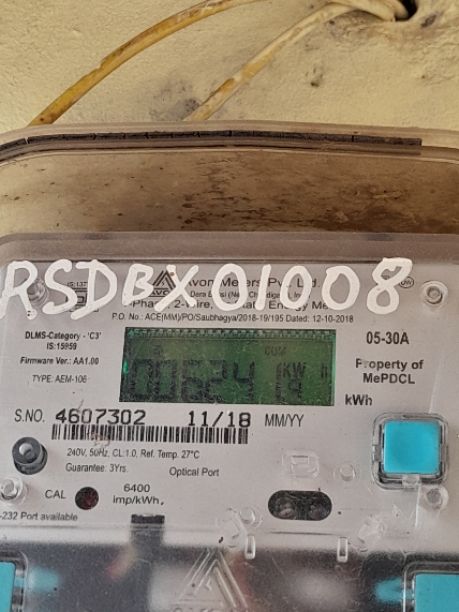 RSDBX01008
Avon Meters Pvt. Ltd.
P.O. No.: ACE(MM)/PO/Saubhagya/2018-19/195 Dated: 12-10-2018
DLMS-Category - 'C3'
IS: 15959
Firmware Ver.: AA1.00
TYPE: AEM-106
05-30A
Property of
MePDCL
kWh
S.NO. 4607302 11/18 MM/YY
240V, 50Hz, CL:1.0, Ref. Temp. 27°C
Guarantee: 3Yrs. Optical Port
CAL
6400
imp/kWh,
-232 Port available